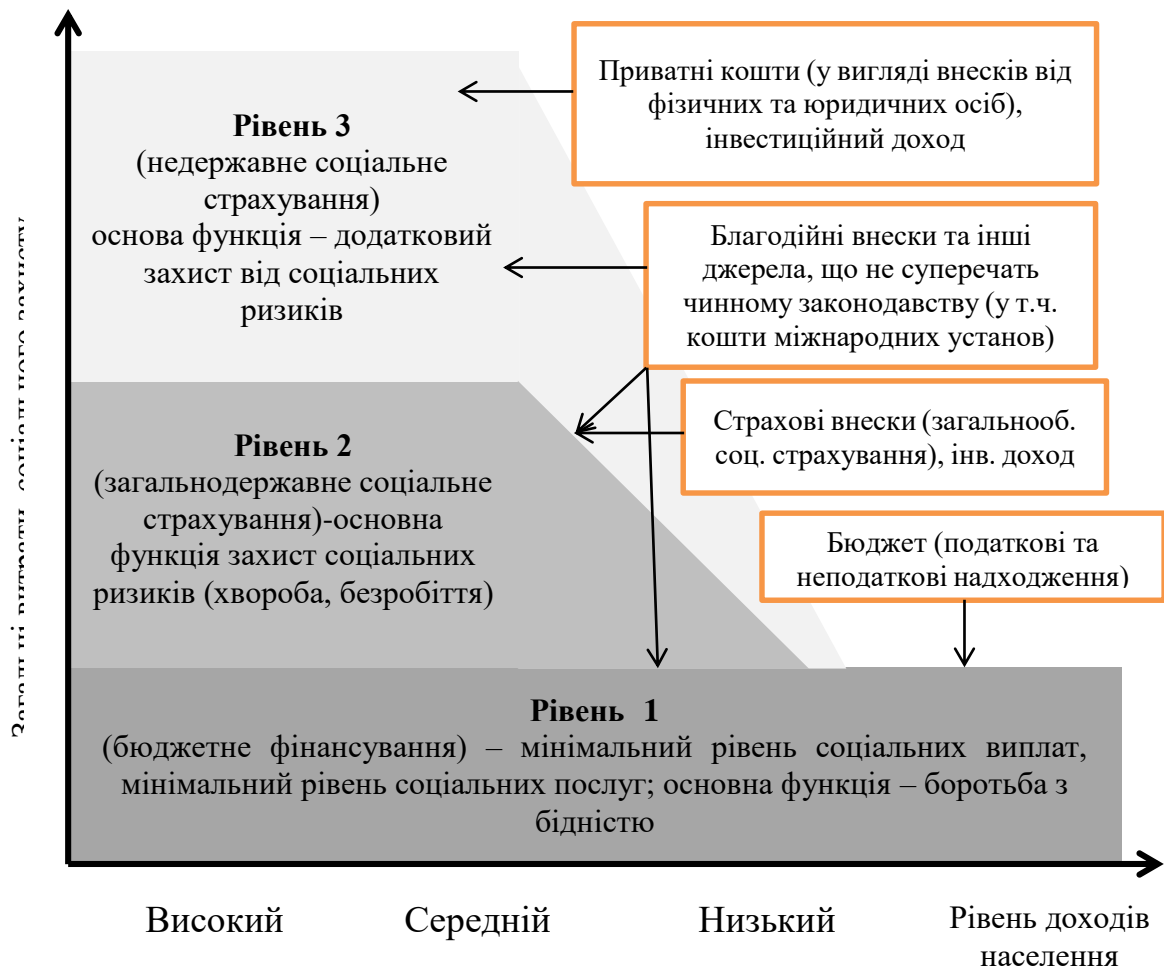 Приватні кошти (у вигляді внесків від
фізичних та юридичних осіб),
інвестиційний доход
Рівень 3
(недержавне соціальне
страхування)
основа функція – додатковий
захист від соціальних
ризиків
Благодійні внески та інші
джерела, що не суперечать
чинному законодавству (у т.ч.
кошти міжнародних установ)
Страхові внески (загальнооб.
соц. страхування), інв. доход
Рівень 2
(загальнодержавне соціальне
страхування)-основна
функція захист соціальних
ризиків (хвороба, безробіття)
Бюджет (податкові та
неподаткові надходження)
Рівень 1
(бюджетне фінансування) – мінімальний рівень соціальних виплат,
мінімальний рівень соціальних послуг; основна функція – боротьба з
бідністю
Високий
Середній
Низький
Рівень доходів
населення